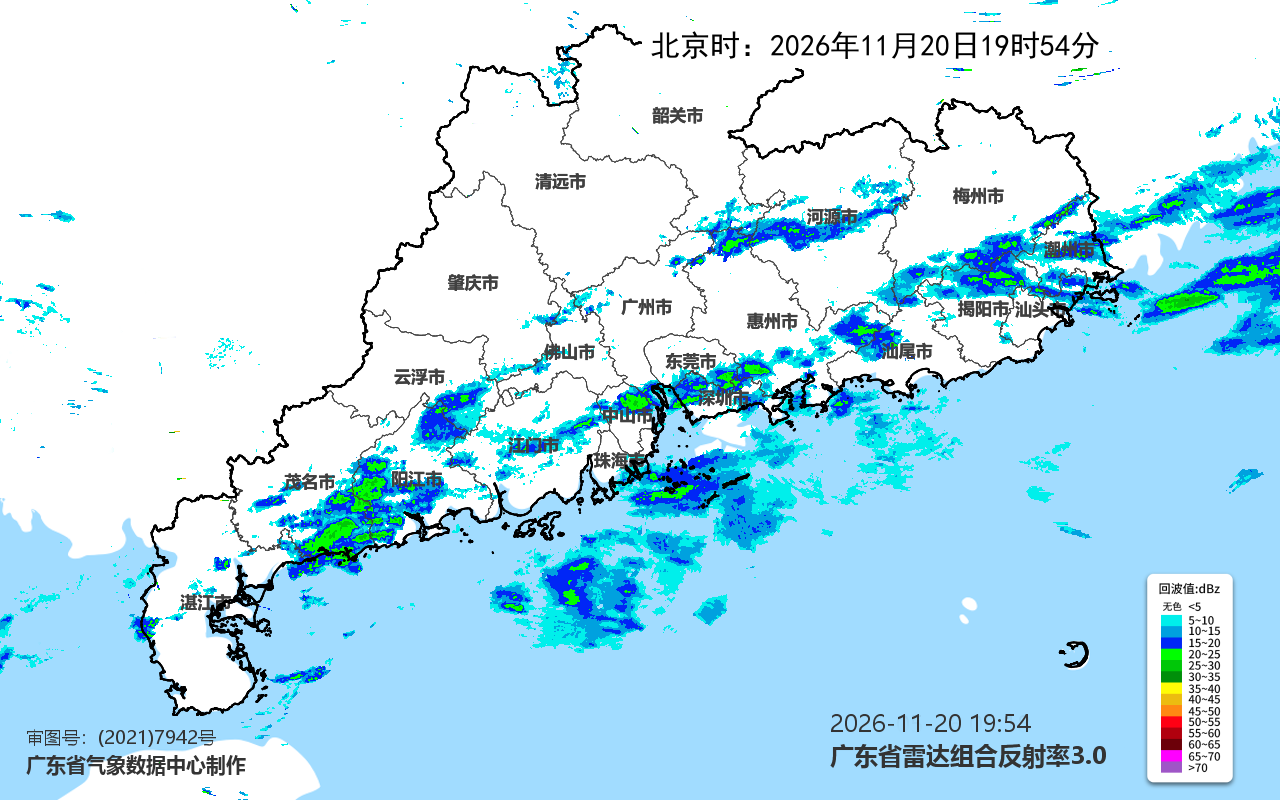 北京时：2026年11月20日19时54分
韶关市
清远市
梅州市
河源市
潮州市
肇庆市
广州市
惠州市
揭阳市
汕头市
佛山市
东莞市
汕尾市
云浮市
深圳市
中山市
江门市
珠海市
茂名市
阳江市
湛江市
回波值:dBz
无色 <5
5~10
10~15
15~20
20~25
25~30
30~35
35~40
40~45
45~50
50~55
55~60
60~65
65~70
>70
2026-11-20 19:54
广东省雷达组合反射率3.0
审图号：(2021)7942号
广东省气象数据中心制作